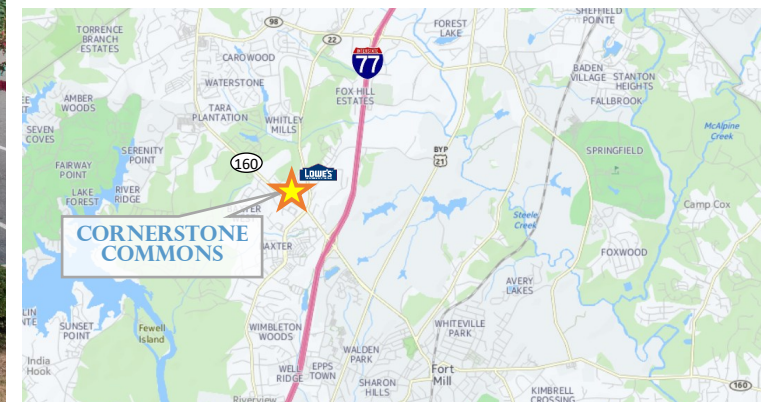 SHEFFIELD
POINTE
TORRENCE
BRANCH
ESTATES
98
22
FOREST
LAKE
CAROWOOD
INTERSTATE
77
WATERSTONE
FOX HILL
ESTATES
BADEN
VILLAGE
STANTON
HEIGHTS
FALLBROOK
AMBER
WOODS
TARA
PLANTATION
WHITLEY
MILLS
McAlpine
Creek
SEVEN
COVES
SERENITY
POINT
160
BYP
21
SPRINGFIELD
FAIRWAY
POINT
LOWE'S
LAKE
FOREST
RIVER
RIDGE
Camp Cox
CORNERSTONE
COMMONS
Steele
Creek
FOXWOOD
AVERY
LAKES
SUNSET
POINT
Fewell
Island
WIMBLETON
WOODS
WHITEVILLE
PARK
India
Hook
WALDEN
PARK
WELL
RIDGE
EPPS
TOWN
Fort
Mill
SHARON
HILLS
KIMBRELL
CROSSING
160
Riverview